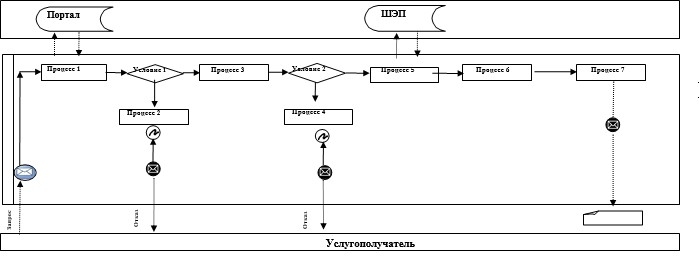 Портал
ШЭП
Процесс 1
Условие 1
Процесс 3
Условие 2
Процесс 5
Процесс 6
Процесс 7
Процесс 2
Процесс 4
Запрос
Отказ
Отказ
Услугополучатель